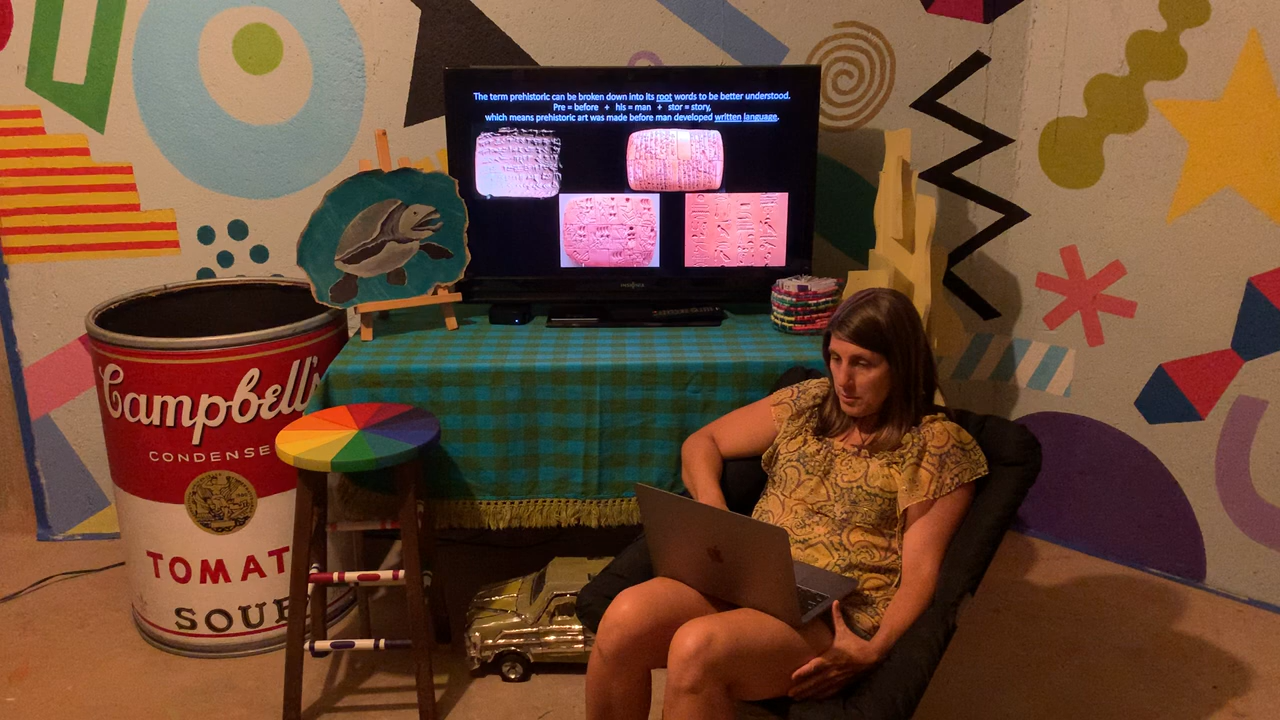 The term prehistoric can be broken down into its root words to be better understood.
Pre = before + his = man + stor = story,
which means prehistoric art was made before man developed written language.
Campbell's
CONDENSE
TOMAT
SOUP